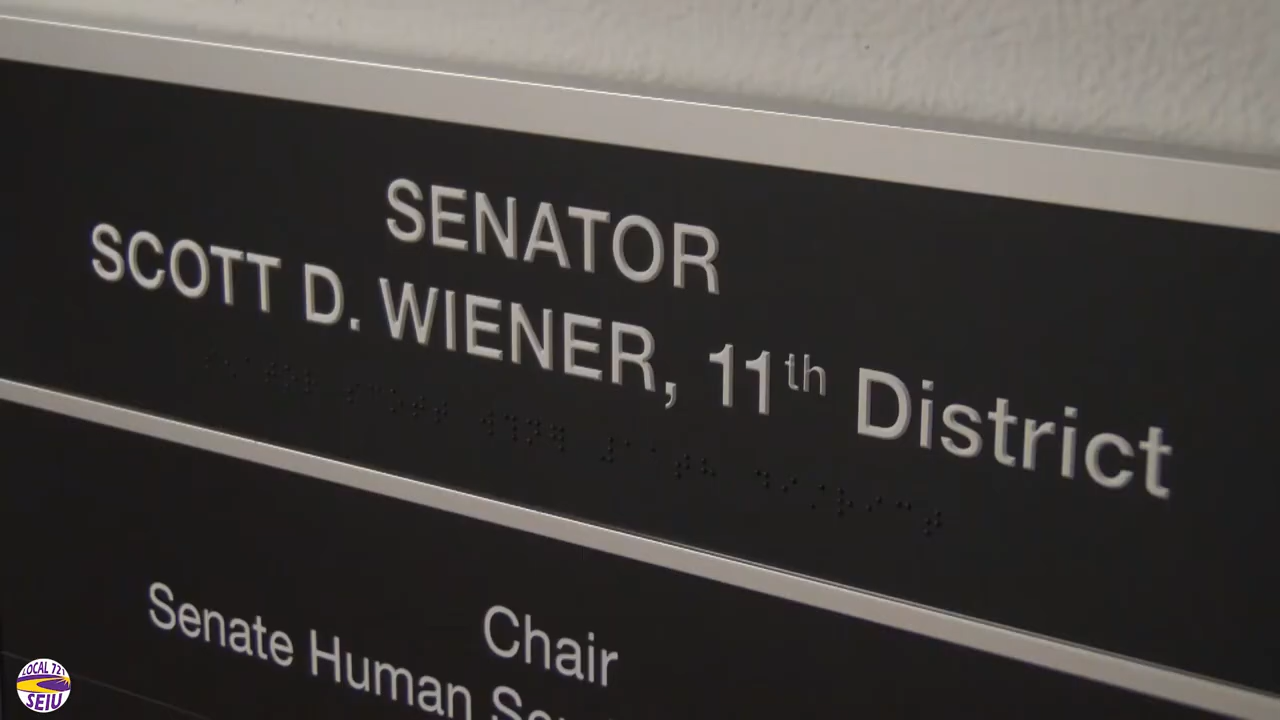 SENATOR
SCOTT D. WIENER, 11th District
Chair
Senate Human
LOCAL 721
SEIU